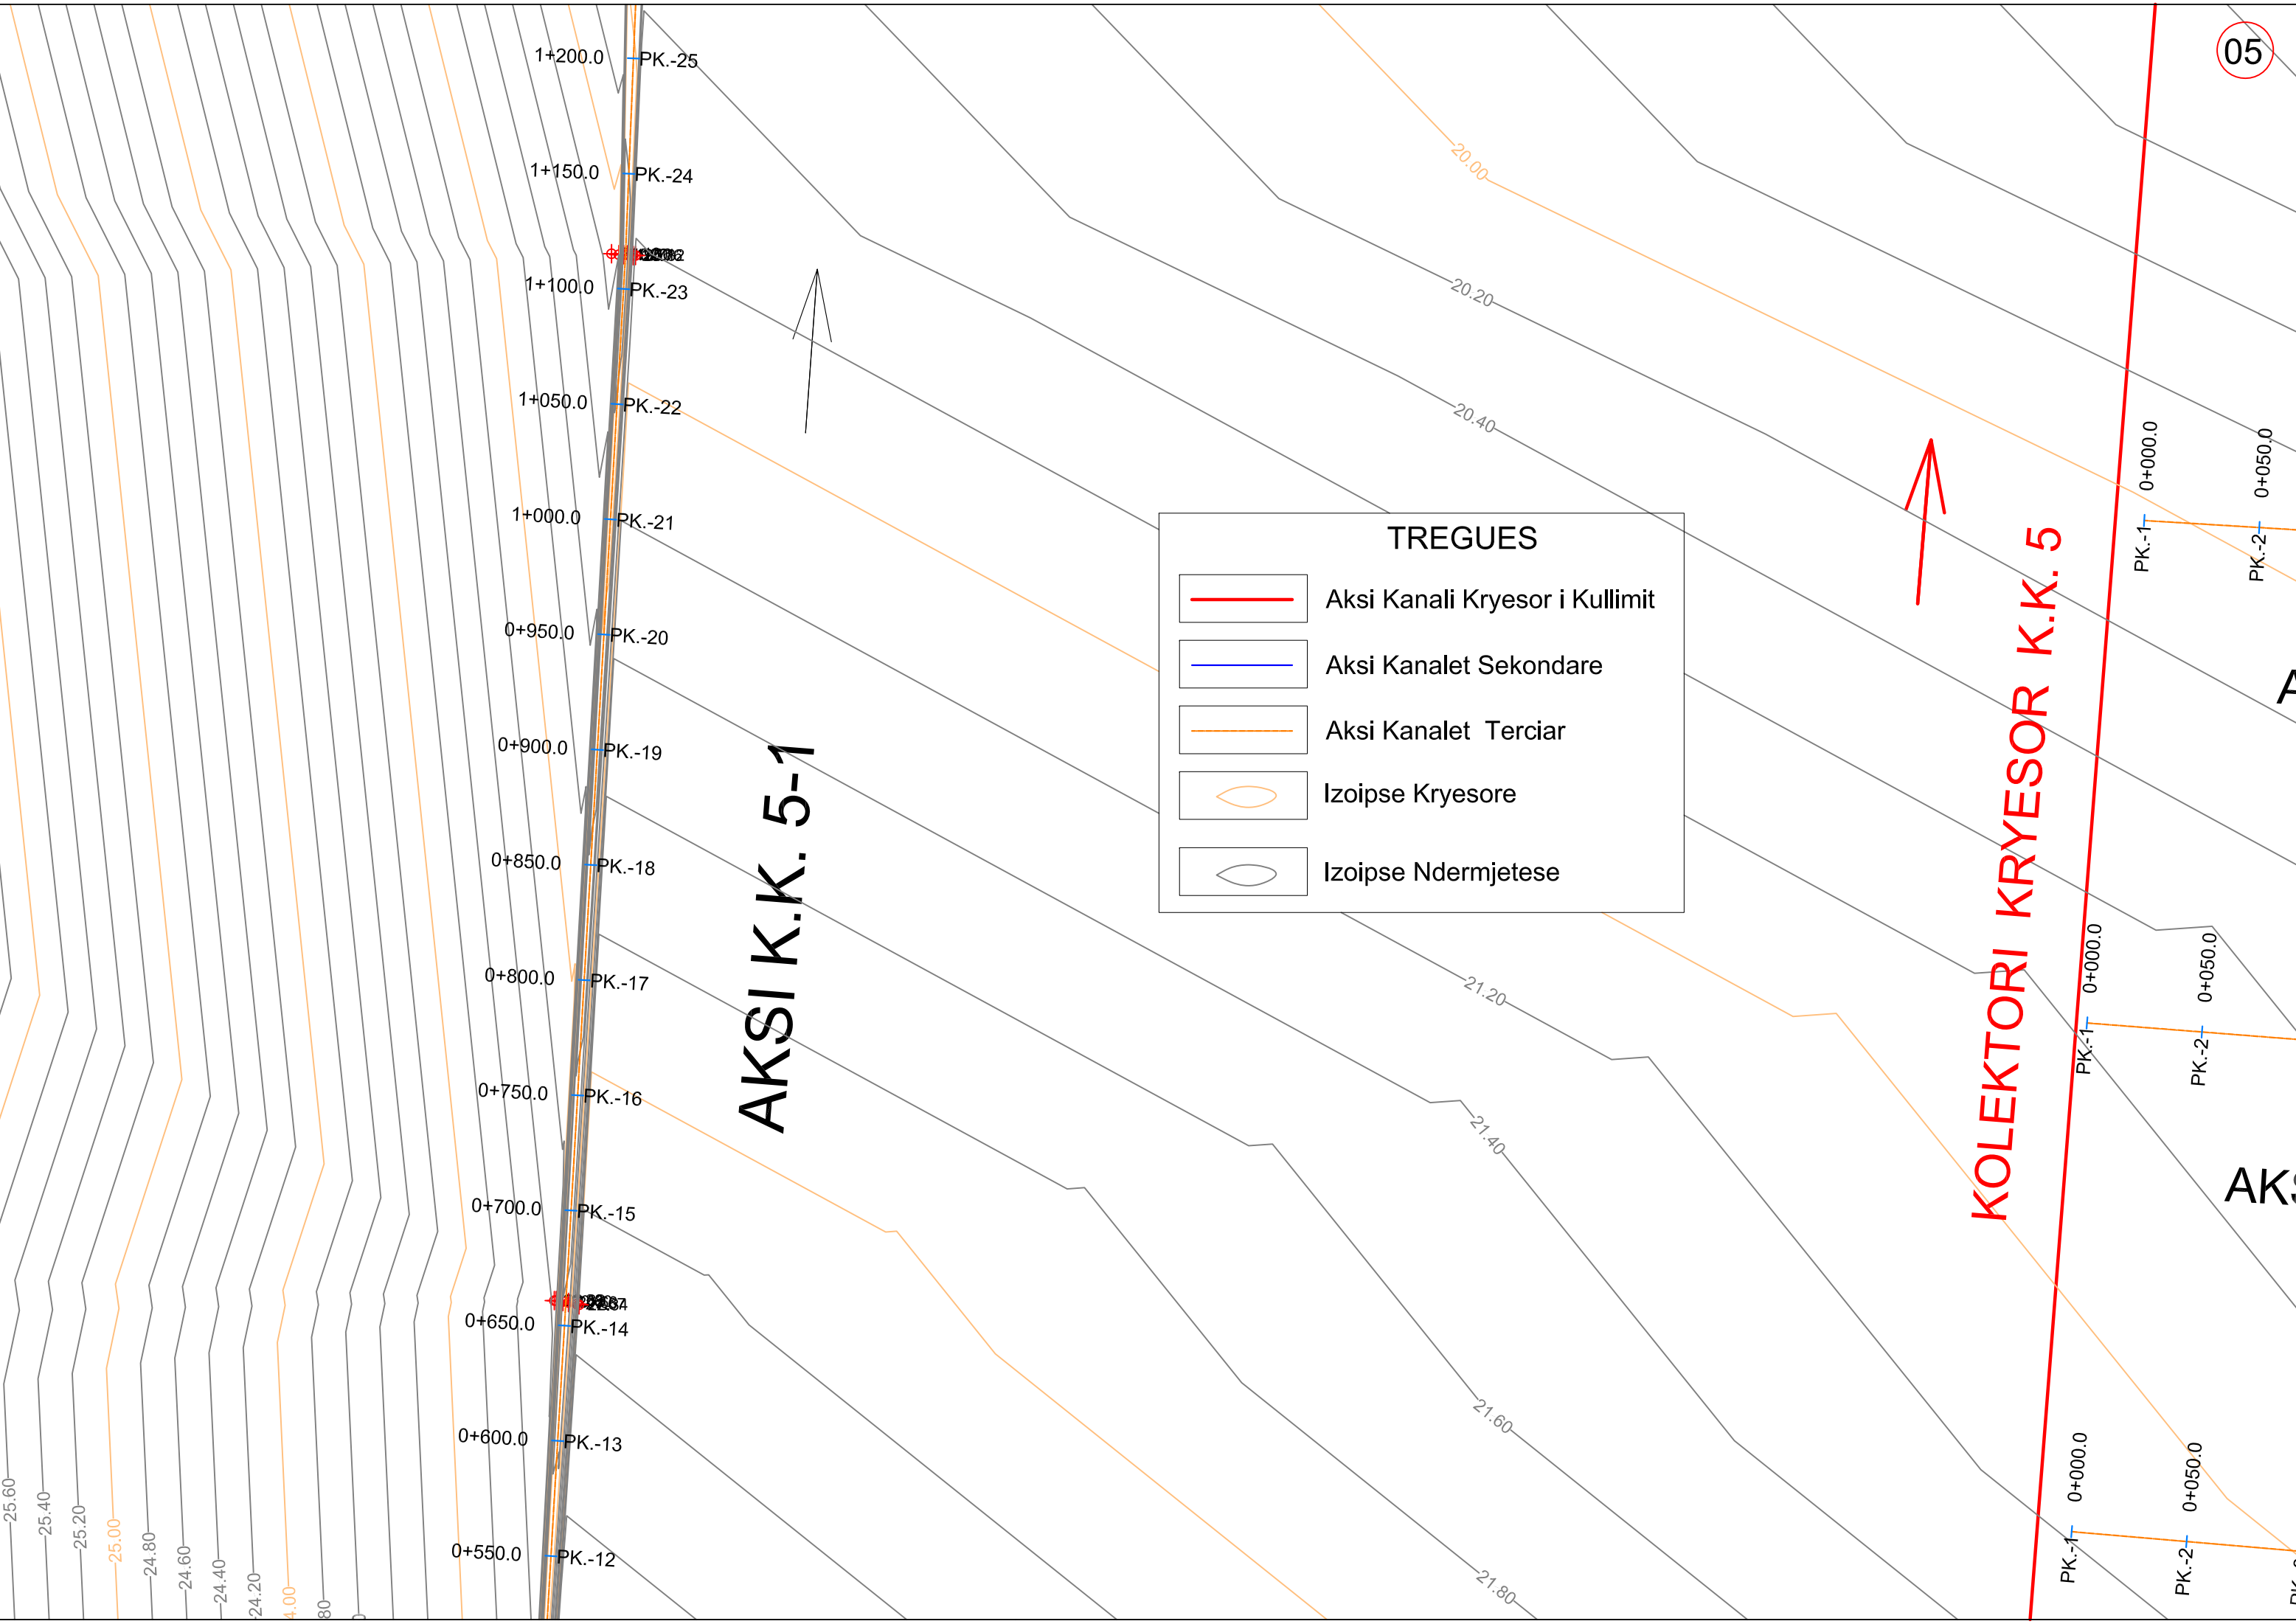 05
1+200.0 PK.-25
1+150.0 PK.-24
1+100.0 PK.-23
1+050.0 PK.-22
1+000.0 PK.-21
0+950.0 PK.-20
0+900.0 PK.-19
0+850.0 PK.-18
0+800.0 PK.-17
0+750.0 PK.-16
0+700.0 PK.-15
0+650.0 PK.-14
0+600.0 PK.-13
0+550.0 PK.-12
AKSI K.K. 5-1
20.00
20.20
20.40
TREGUES
Aksi Kanali Kryesor i Kullimit
Aksi Kanalet Sekondare
Aksi Kanalet Terciar
Izoipse Kryesore
Izoipse Ndermjetese
21.20
21.40
21.60
21.80
KOLEKTORI KRYESOR K.K. 5
0+000.0
0+050.0
PK.-1
PK.-2
0+000.0
0+050.0
PK.-1
PK.-2
0+000.0
0+050.0
PK.-1
PK.-2
25.60
25.40
25.20
25.00
24.80
24.60
24.40
24.20